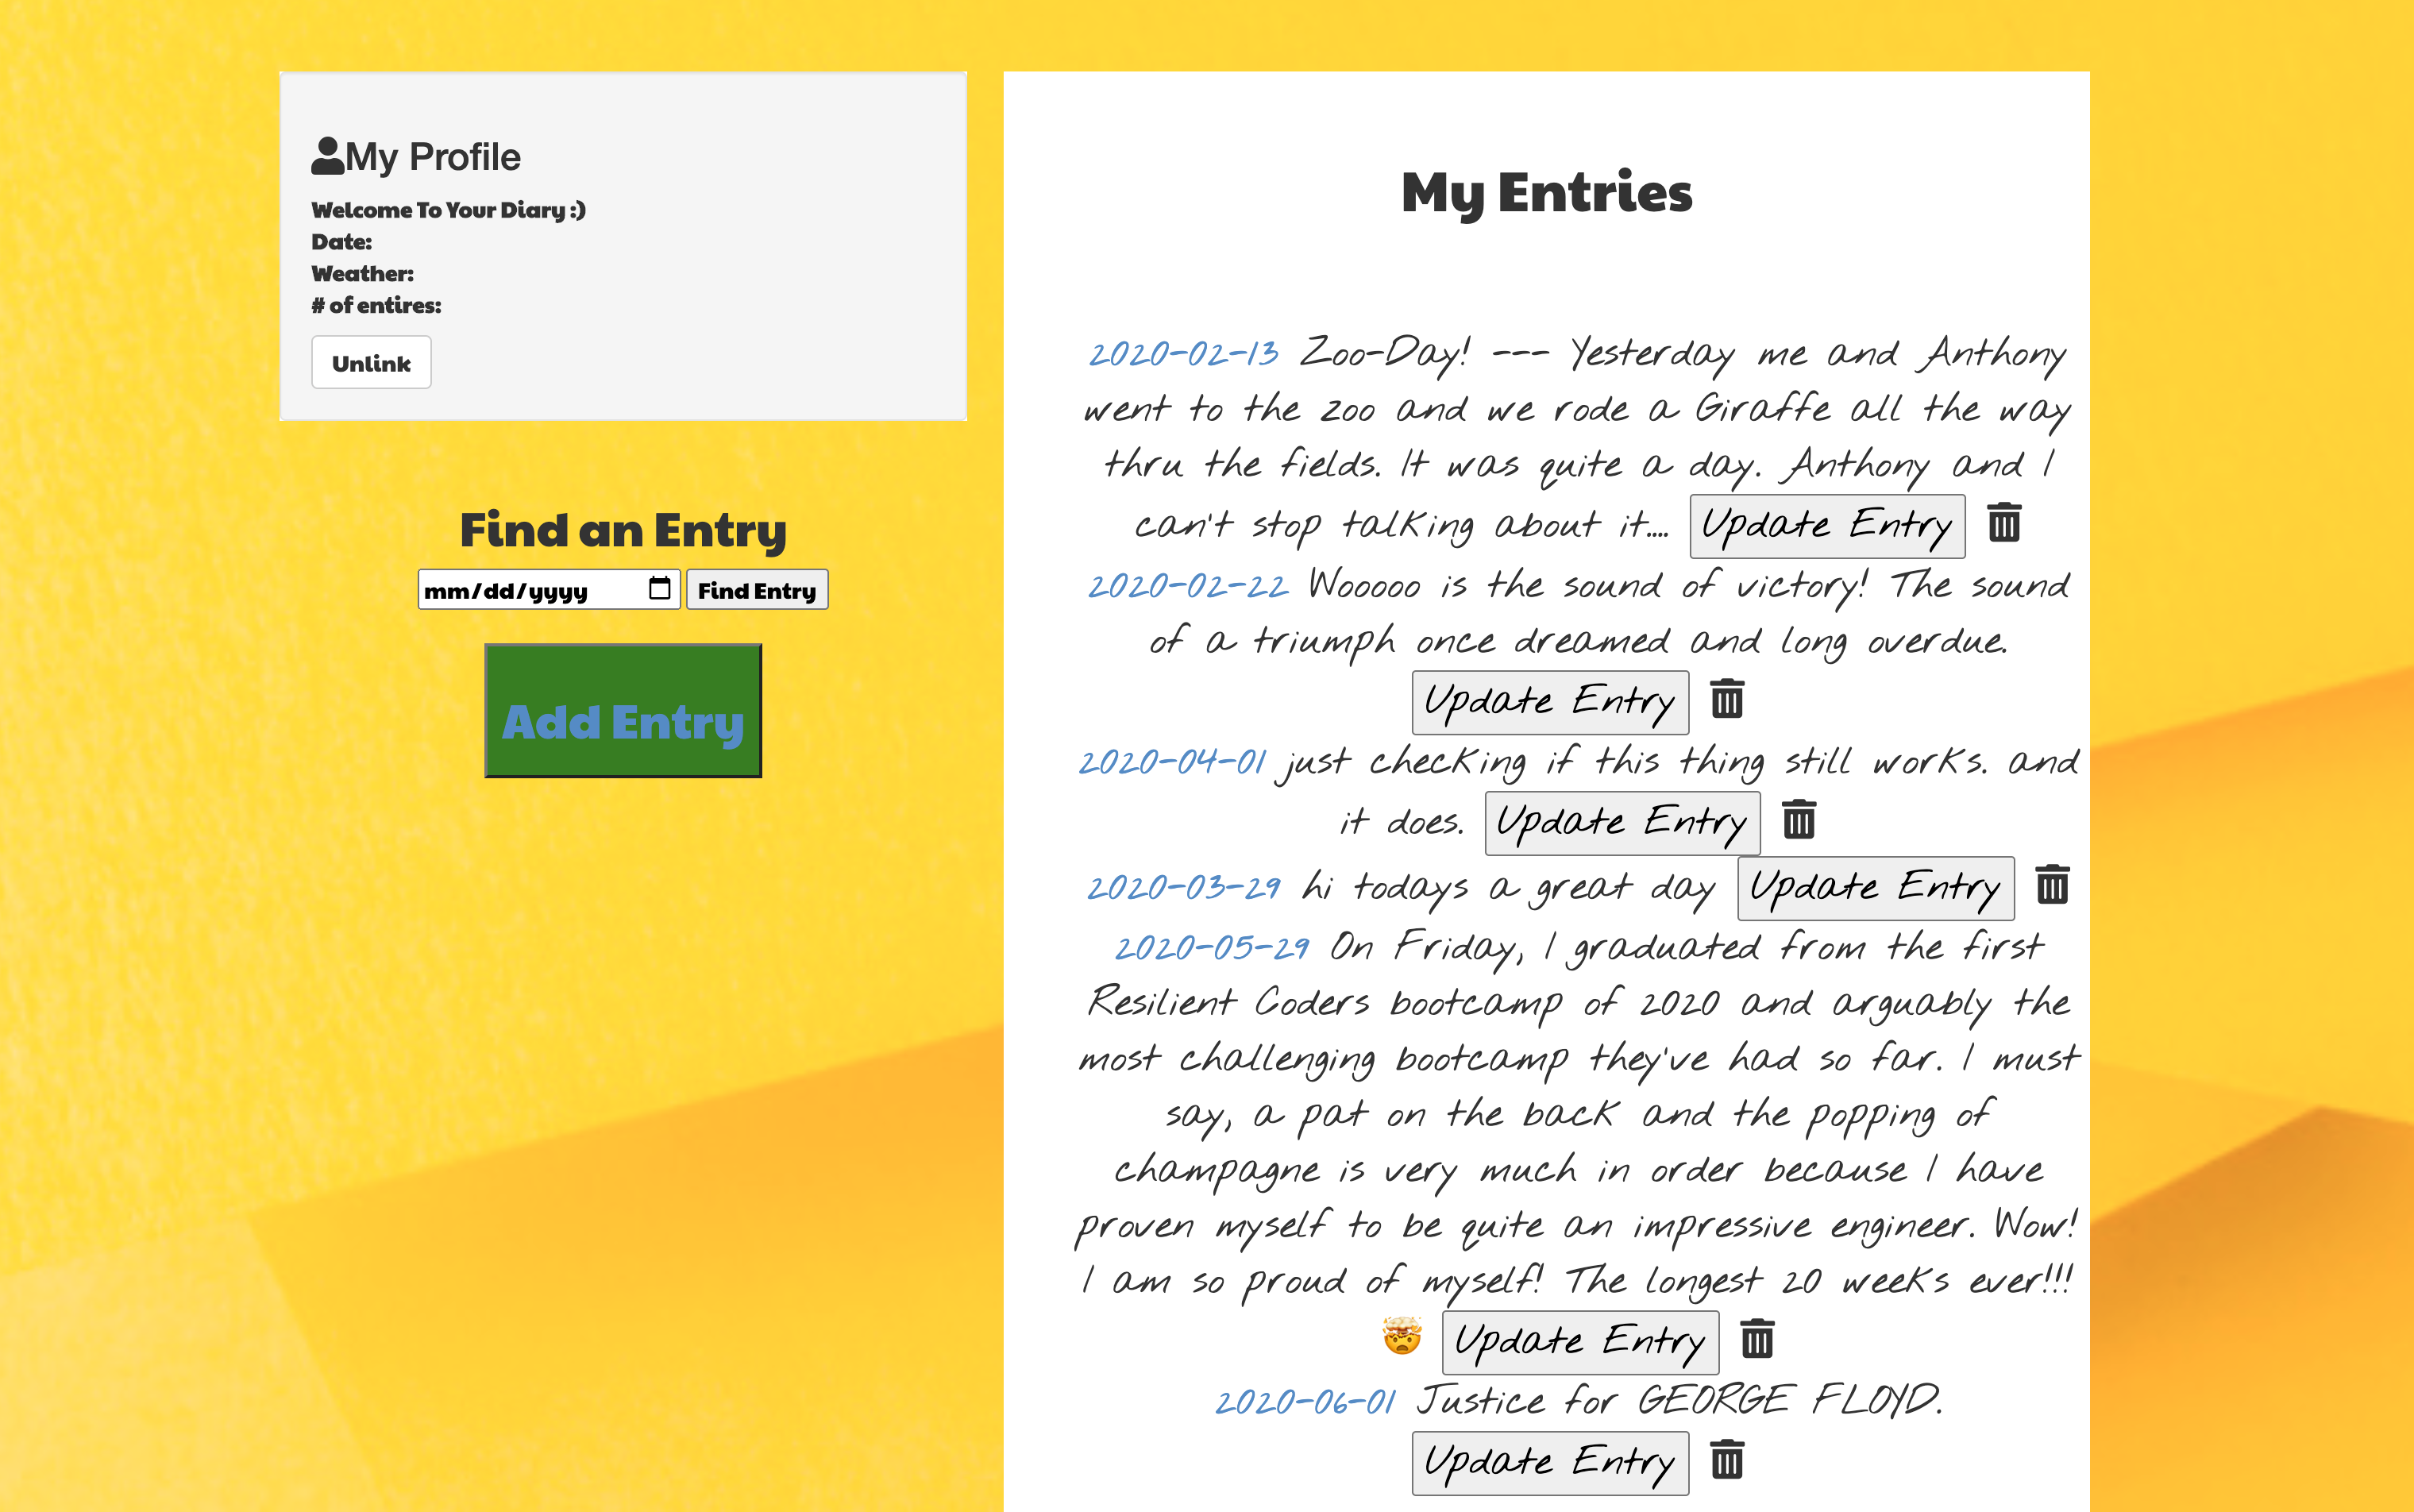 My Profile
Welcome To Your Diary :)
Date:
Weather:
# of entires:
Unlink
Find an Entry
mm/dd/yyyy Find Entry
Add Entry
My Entries
2020-02-13 Zoo-Day! --- Yesterday me and Anthony
went to the zoo and we rode a Giraffe all the way
thru the fields. It was quite a day. Anthony and I
can't stop talking about it.... Update Entry
2020-02-22 Wooooo is the sound of victory! The sound
of a triumph once dreamed and long overdue.
Update Entry
2020-04-01 just checking if this thing still works. and
it does. Update Entry
2020-03-29 hi todays a great day Update Entry
2020-05-29 On Friday, I graduated from the first
Resilient Coders bootcamp of 2020 and arguably the
most challenging bootcamp they've had so far. I must
say, a pat on the back and the popping of
champagne is very much in order because I have
proven myself to be quite an impressive engineer. Wow!
I am so proud of myself! The longest 20 weeks ever!!!
🤯 Update Entry
2020-06-01 Justice for GEORGE FLOYD.
Update Entry